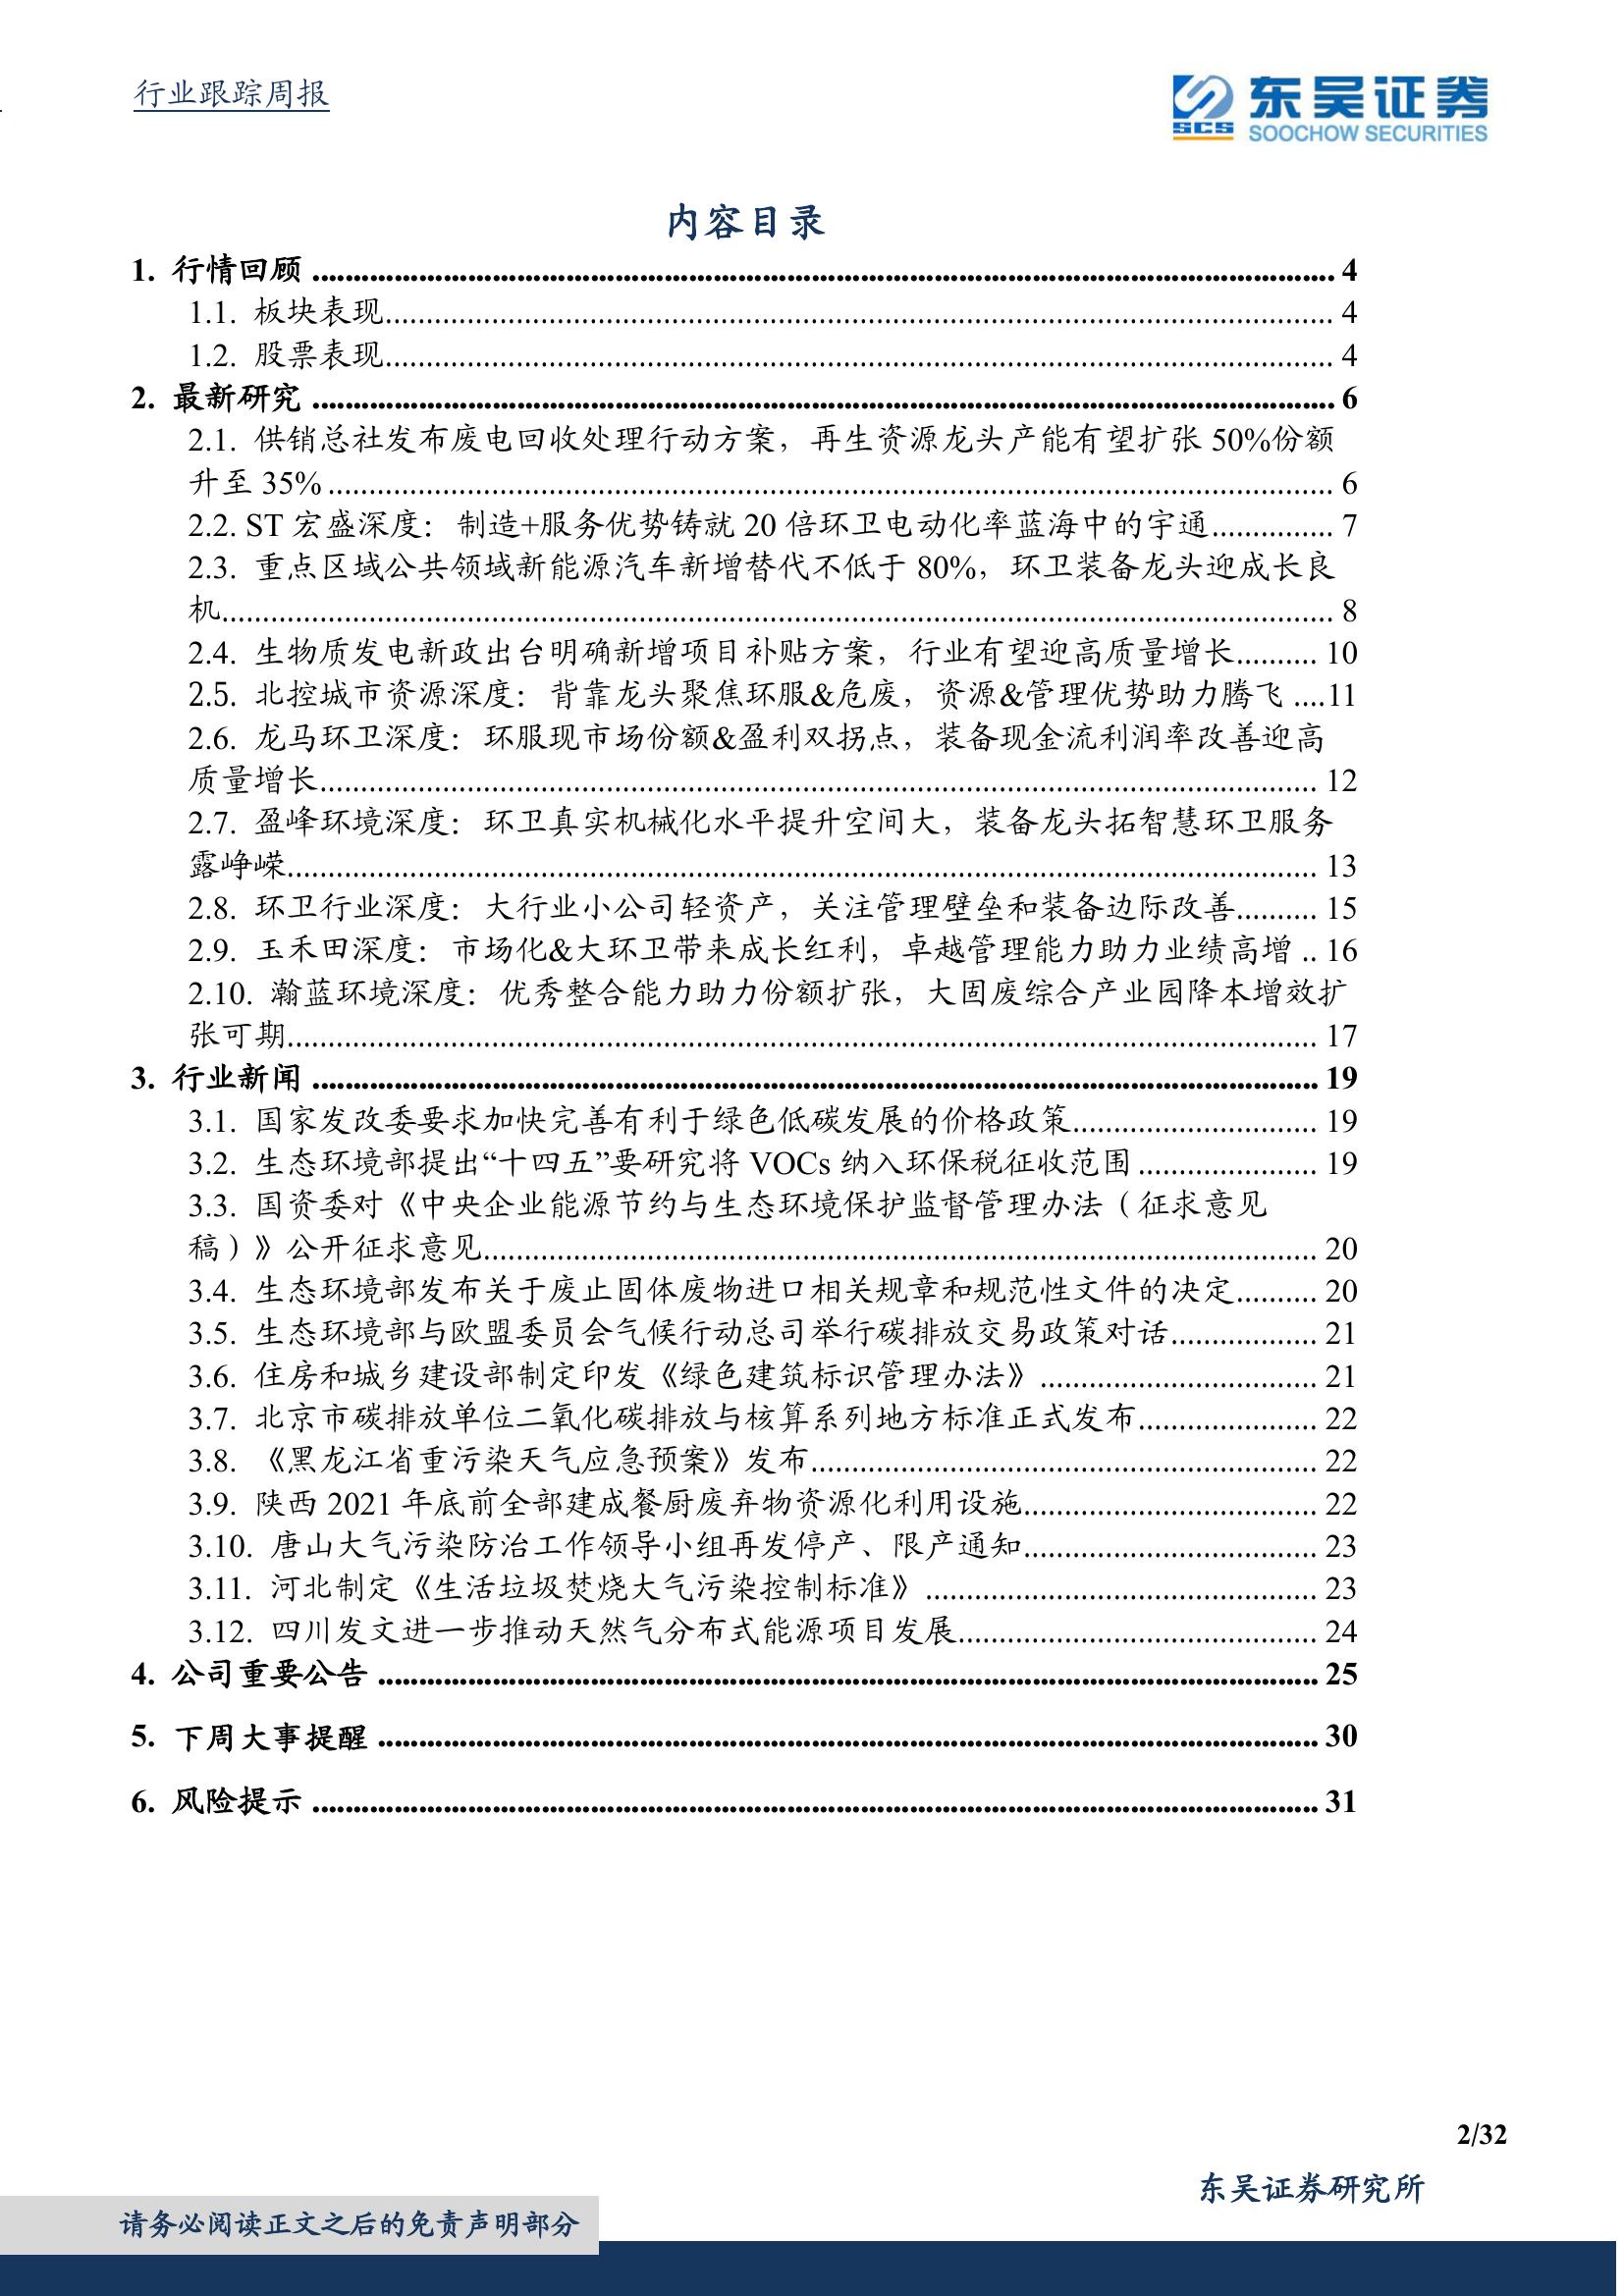 行业跟踪周报
东吴证券
SCS
SOOCHOW SECURITIES
内容目录
1. 行情回顾 ........ 4
1.1. 板块表现........ 4
1.2. 股票表现........ 4
2. 最新研究 ........ 6
2.1. 供销总社发布废电回收处理行动方案，再生资源龙头产能有望扩张 50%份额
升至 35% ........ 6
2.2. ST 宏盛深度：制造+服务优势铸就 20 倍环卫电动化率蓝海中的宇通........ 7
2.3. 重点区域公共领域新能源汽车新增替代不低于 80%，环卫装备龙头迎成长良
机........ 8
2.4. 生物质发电新政出台明确新增项目补贴方案，行业有望迎高质量增长.......... 10
2.5. 北控城市资源深度：背靠龙头聚焦环服&危废，资源&管理优势助力腾飞 ....11
2.6. 龙马环卫深度：环服现市场份额&盈利双拐点，装备现金流利润率改善迎高
质量增长........ 12
2.7. 盈峰环境深度：环卫真实机械化水平提升空间大，装备龙头拓智慧环卫服务
露峥嵘........ 13
2.8. 环卫行业深度：大行业小公司轻资产，关注管理壁垒和装备边际改善.......... 15
2.9. 玉禾田深度：市场化&大环卫带来成长红利，卓越管理能力助力业绩高增 .. 16
2.10. 瀚蓝环境深度：优秀整合能力助力份额扩张，大固废综合产业园降本增效扩
张可期........ 17
3. 行业新闻 ........ 19
3.1. 国家发改委要求加快完善有利于绿色低碳发展的价格政策........ 19
3.2. 生态环境部提出“十四五”要研究将 VOCs 纳入环保税征收范围 ........ 19
3.3. 国资委对《中央企业能源节约与生态环境保护监督管理办法（征求意见
稿）》公开征求意见........ 20
3.4. 生态环境部发布关于废止固体废物进口相关规章和规范性文件的决定.......... 20
3.5. 生态环境部与欧盟委员会气候行动总司举行碳排放交易政策对话........ 21
3.6. 住房和城乡建设部制定印发《绿色建筑标识管理办法》 ........ 21
3.7. 北京市碳排放单位二氧化碳排放与核算系列地方标准正式发布........ 22
3.8. 《黑龙江省重污染天气应急预案》发布........ 22
3.9. 陕西 2021 年底前全部建成餐厨废弃物资源化利用设施........ 22
3.10. 唐山大气污染防治工作领导小组再发停产、限产通知........ 23
3.11. 河北制定《生活垃圾焚烧大气污染控制标准》 ........ 23
3.12. 四川发文进一步推动天然气分布式能源项目发展........ 24
4. 公司重要公告 ........ 25
5. 下周大事提醒 ........ 30
6. 风险提示 ........ 31
2/32
东吴证券研究所
请务必阅读正文之后的免责声明部分